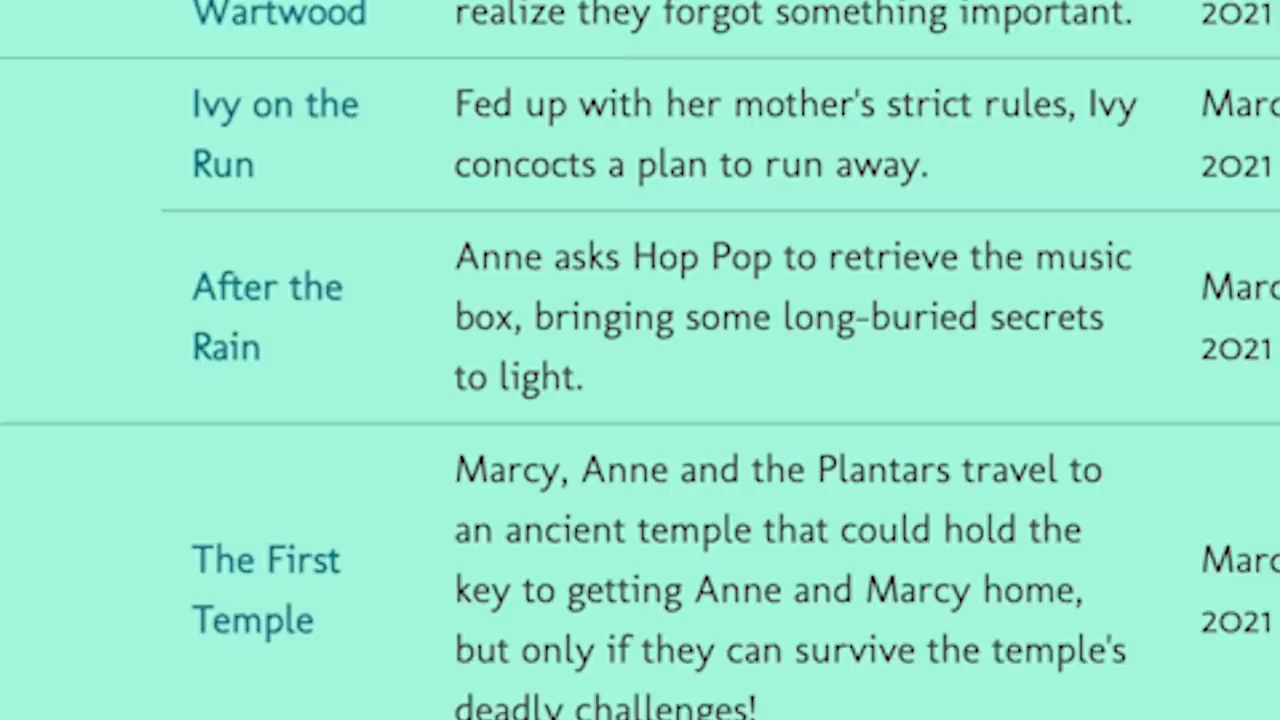 Wartwood
realize they forgot something important.
2021
Ivy on the
Run
Fed up with her mother's strict rules, Ivy
concocts a plan to run away.
Marc
2021
After the
Rain
Anne asks Hop Pop to retrieve the music
box, bringing some long-buried secrets
to light.
Marc
2021
The First
Temple
Marcy, Anne and the Plantars travel to
an ancient temple that could hold the
key to getting Anne and Marcy home,
but only if they can survive the temple's
deadly challenges!
Marc
2021